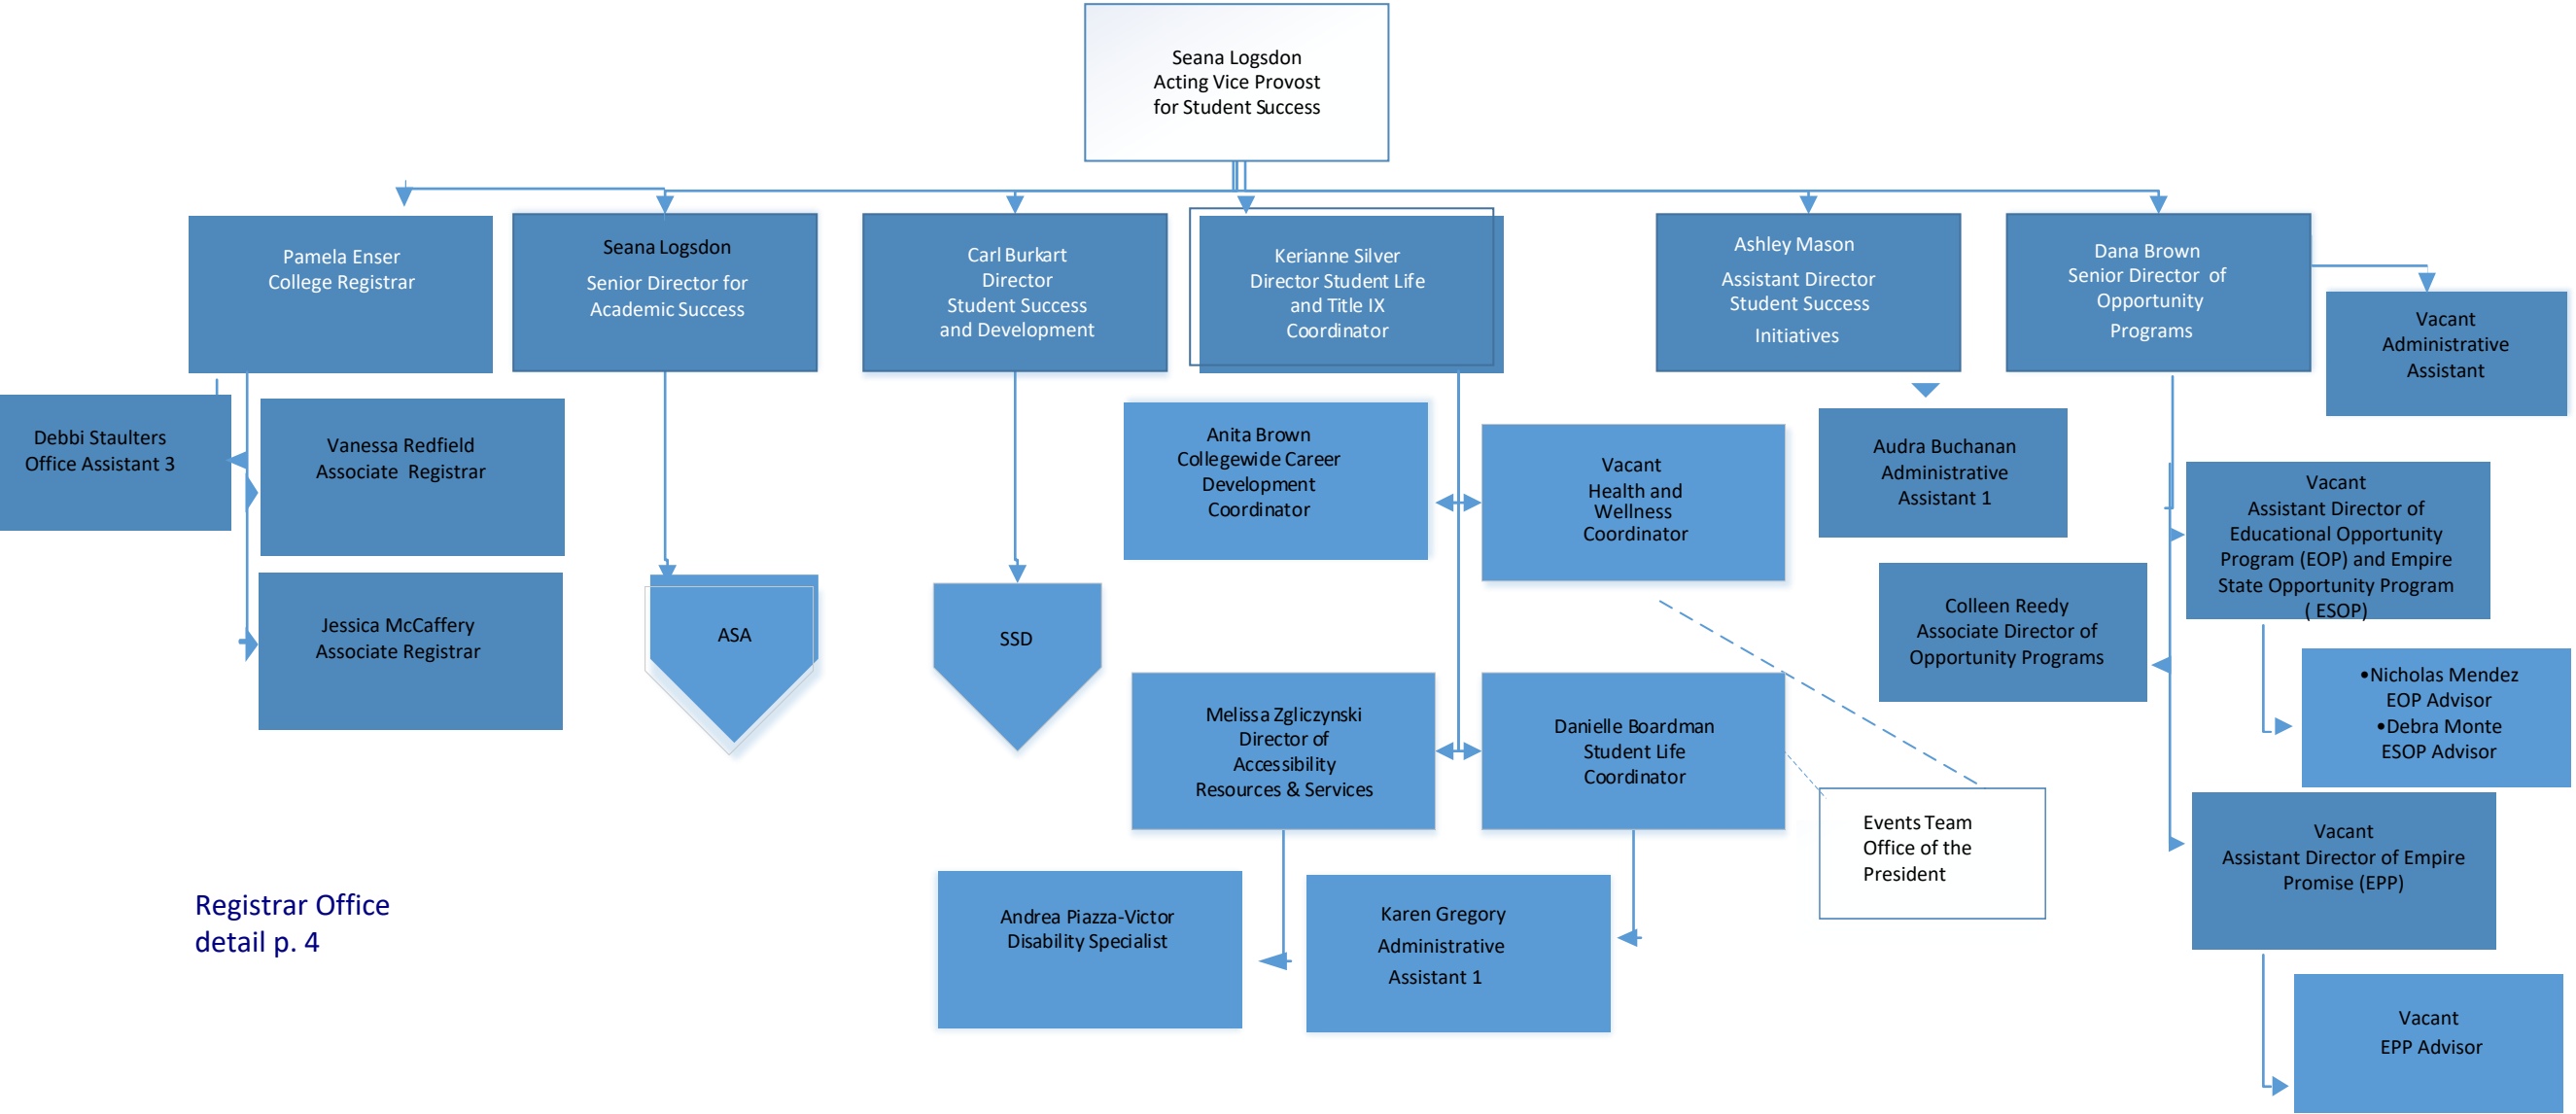 Seana Logsdon
Acting Vice Provost
for Student Success
Pamela Enser
College Registrar
Seana Logsdon
Senior Director for
Academic Success
Carl Burkart
Director
Student Success
and Development
Kerianne Silver
Director Student Life
and Title IX
Coordinator
Ashley Mason
Assistant Director
Student Success
Initiatives
Dana Brown
Senior Director of
Opportunity
Programs
Vacant
Administrative
Assistant
Debbi Staulters
Office Assistant 3
Vanessa Redfield
Associate Registrar
Jessica McCaffery
Associate Registrar
ASA
SSD
Anita Brown
Collegewide Career
Development
Coordinator
Vacant
Health and
Wellness
Coordinator
Audra Buchanan
Administrative
Assistant 1
Vacant
Assistant Director of
Educational Opportunity
Program (EOP) and Empire
State Opportunity Program
( ESOP)
Colleen Reedy
Associate Director of
Opportunity Programs
•Nicholas Mendez
EOP Advisor
•Debra Monte
ESOP Advisor
Melissa Zgliczynski
Director of
Accessibility
Resources & Services
Danielle Boardman
Student Life
Coordinator
Events Team
Office of the
President
Vacant
Assistant Director of Empire
Promise (EPP)
Andrea Piazza-Victor
Disability Specialist
Karen Gregory
Administrative
Assistant 1
Vacant
EPP Advisor
Registrar Office
detail p. 4